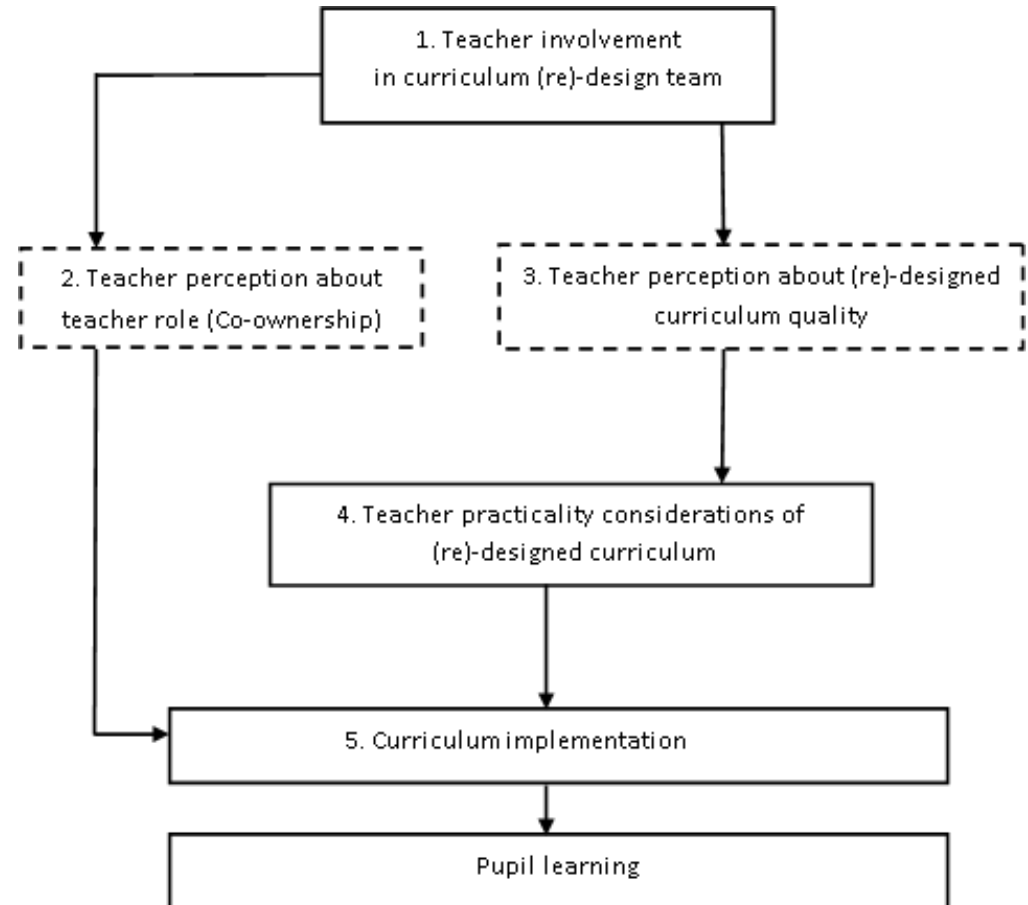 1. Teacher involvement
in curriculum (re)-design team
2. Teacher perception about
teacher role (Co-ownership)
3. Teacher perception about (re)-designed
curriculum quality
4. Teacher practicality considerations of
(re)-designed curriculum
5. Curriculum implementation
Pupil learning